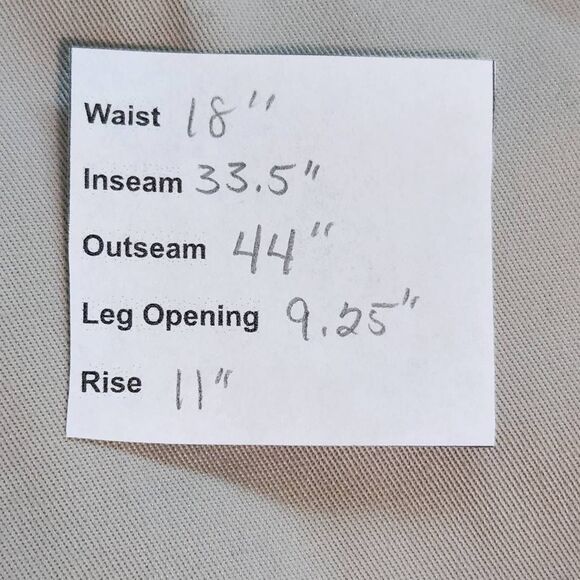 Waist 18"
Inseam 33.5"
Outseam 44"
Leg Opening 9.25"
Rise 11"